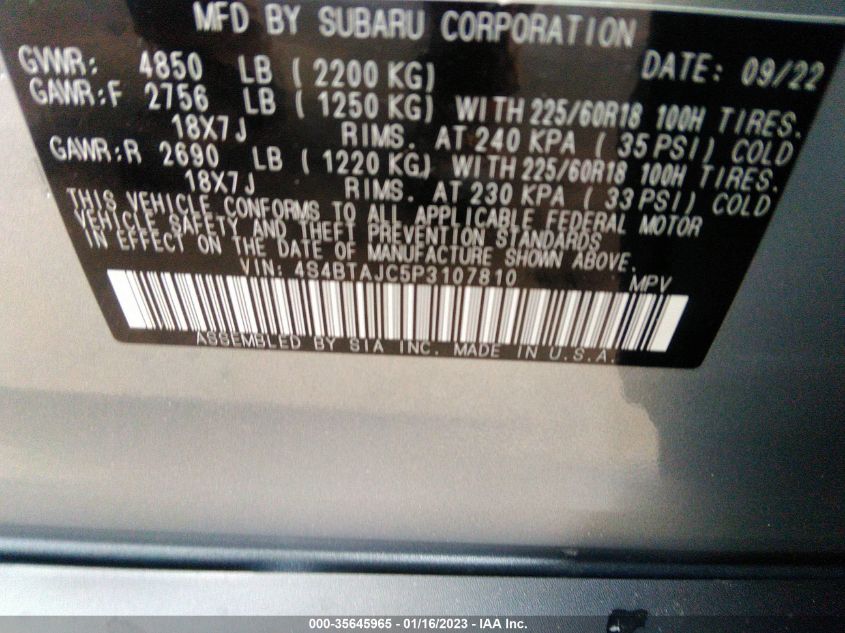 MFD BY SUBARU CORPORATION
GVWR: 4850 LB ( 2200 KG) DATE: 09/22
GAWR:F 2756 LB ( 1250 KG) WITH 225/60R18 100H TIRES.
18X7J RIMS. AT 240 KPA ( 35 PSI) COLD
GAWR:R 2690 LB ( 1220 KG) WITH 225/60R18 100H TIRES.
18X7J RIMS. AT 230 KPA ( 33 PSI) COLD
THIS VEHICLE CONFORMS TO ALL APPLICABLE FEDERAL MOTOR
VEHICLE SAFETY AND THEFT PREVENTION STANDARDS
IN EFFECT ON THE DATE OF MANUFACTURE SHOWN ABOVE.
VIN: 4S4BTAJC5P3107810 MPV
ASSEMBLED BY SIA INC. MADE IN U.S.A.
000-35645965 - 01/16/2023 - IAA Inc.